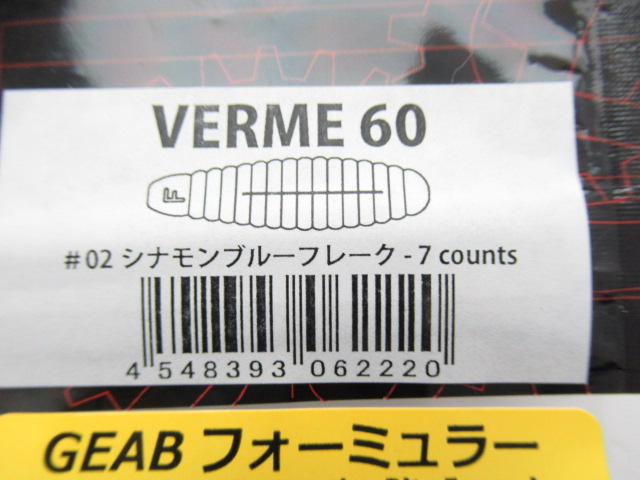 VERME 60
F
#02 シナモンブルーフレーク - 7 counts
4 548393 062220
GEAB フォーミュラー